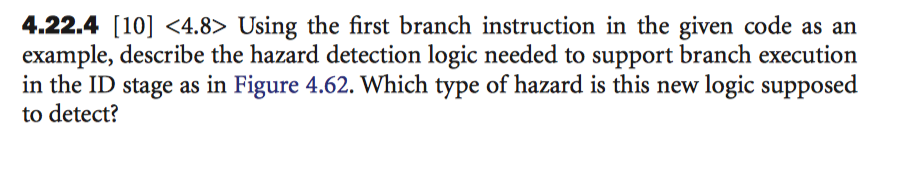 4.22.4 [10] <4.8> Using the first branch instruction in the given code as an
example, describe the hazard detection logic needed to support branch execution
in the ID stage as in Figure 4.62. Which type of hazard is this new logic supposed
to detect?